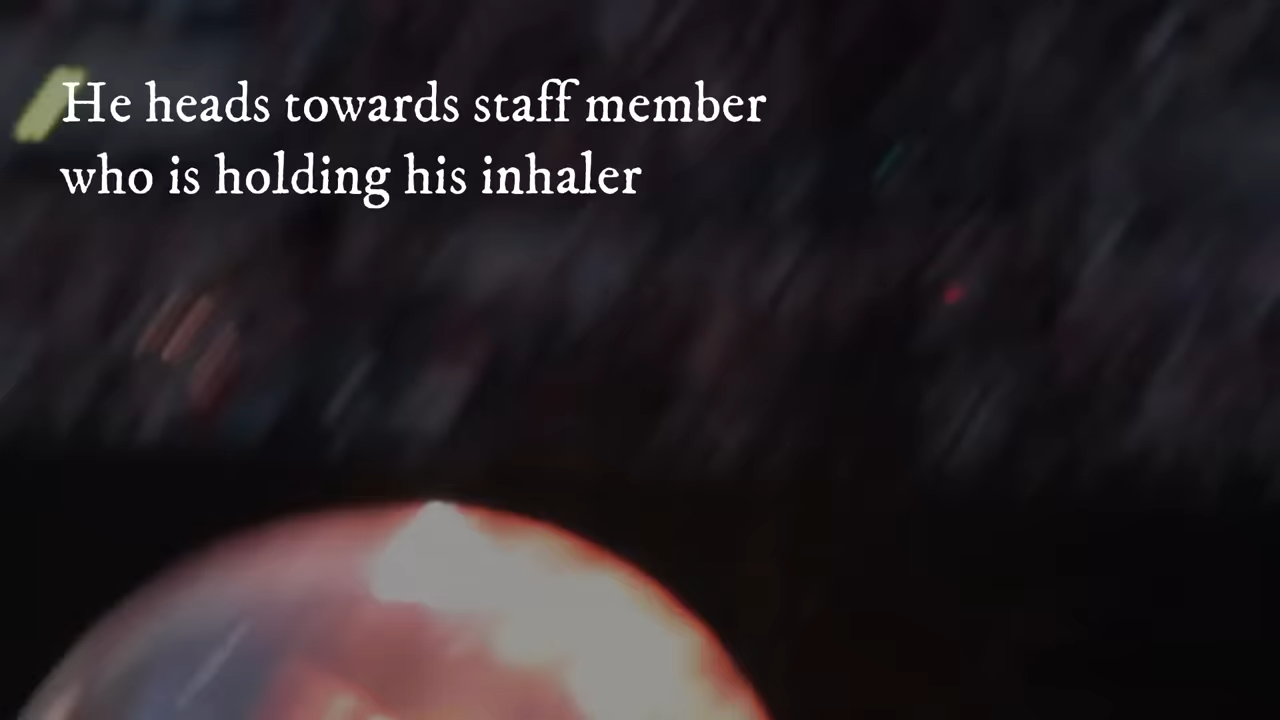 He heads towards staff member
who is holding his inhaler